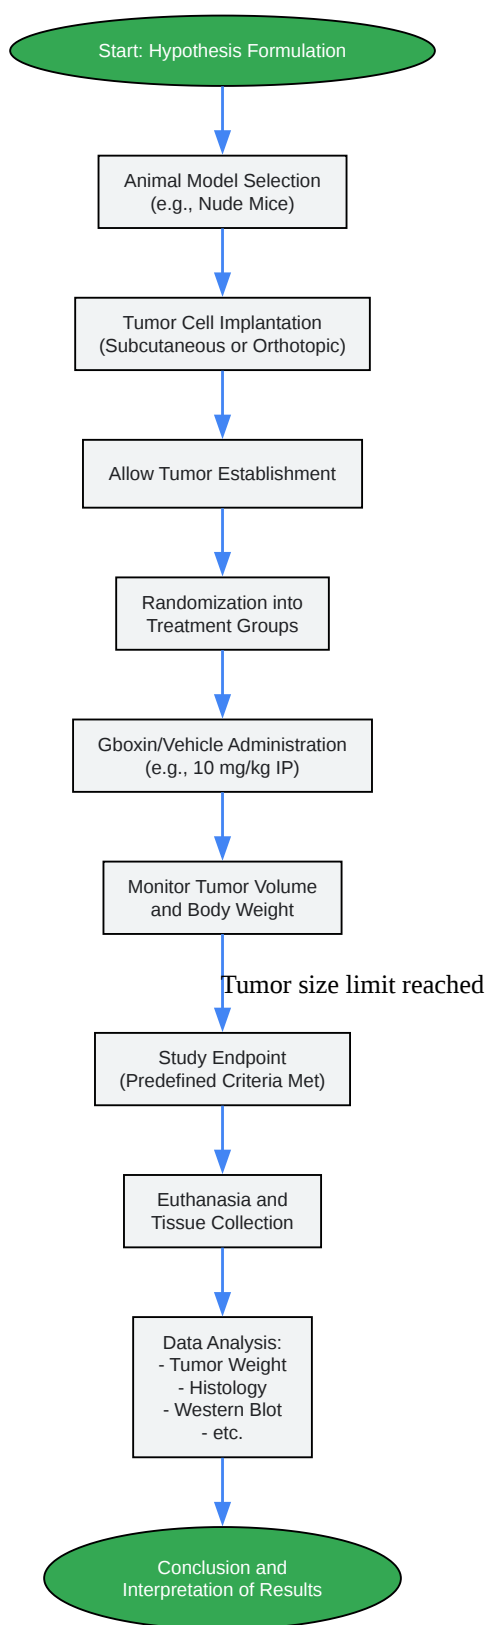 Start: Hypothesis Formulation
Animal Model Selection
(e.g., Nude Mice)
Tumor Cell Implantation
(Subcutaneous or Orthotopic)
Allow Tumor Establishment
Randomization into
Treatment Groups
Gboxin/Vehicle Administration
(e.g., 10 mg/kg IP)
Monitor Tumor Volume
and Body Weight
Tumor size limit reached
Study Endpoint
(Predefined Criteria Met)
Euthanasia and
Tissue Collection
Data Analysis:
- Tumor Weight
- Histology
- Western Blot
- etc.
Conclusion and
Interpretation of Results